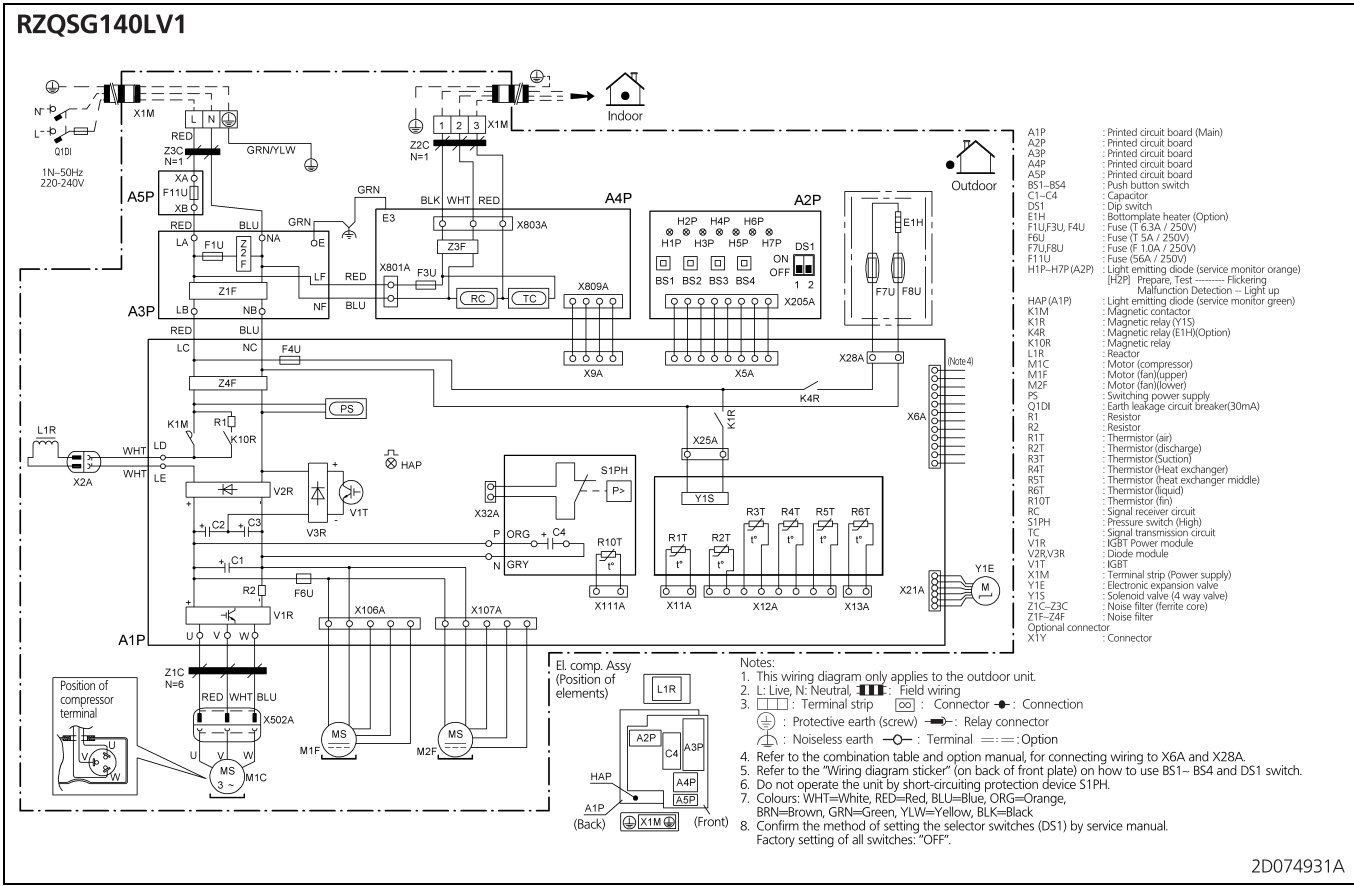 RZQSG140LV1
N
L
Q1DI
1N~50Hz
220-240V
X1M
L N
RED
Z3C
N=1
GRN/YLW
1 2 3
X1M
Z2C
N=1
Indoor
Outdoor
A5P
XA
F11U
XB
RED
BLU
GRN
GRN
A4P
E3
BLK WHT RED
X803A
Z3F
X801A
F3U
RC
TC
X809A
A2P
H2P H4P H6P
H1P H3P H5P H7P
DS1
ON
OFF
1 2
BS1 BS2 BS3 BS4
X205A
E1H
F7U F8U
LA
NA
E
F1U
Z2F
LF
RED
NF
BLU
Z1F
A3P
LB
NB
RED
BLU
LC
NC
F4U
X9A
X5A
X28A
(Note 4)
Z4F
PS
K4R
X6A
K1M
R1
K10R
K1R
L1R
WHT
LD
WHT
LE
X2A
HAP
X25A
Y1S
V2R
+
-
V1T
V3R
+ C2
+ C3
S1PH
P>
X32A
P ORG
+ C4
N GRY
R10T
t°
X111A
R1T
R2T
R3T
R4T
R5T
R6T
t°
t°
t°
t°
t°
t°
X11A
X12A
X13A
+ C1
R2
F6U
V1R
X106A
X107A
X21A
Y1E
M
A1P
U V W
Z1C
N=6
RED WHT BLU
X502A
U V W
MS
3 ~
M1C
MS
M1F
MS
M2F
Position of
compressor
terminal
U
V
W
El. comp. Assy
(Position of
elements)
L1R
A2P
C4
A3P
A4P
A5P
HAP
A1P
(Back)
X1M
(Front)
A1P : Printed circuit board (Main)
A2P : Printed circuit board
A3P : Printed circuit board
A4P : Printed circuit board
A5P : Printed circuit board
BS1~BS4 : Push button switch
C1~C4 : Capacitor
DS1 : Dip switch
E1H : Bottomplate heater (Option)
F1U,F3U, F4U : Fuse (T 6.3A / 250V)
F6U : Fuse (T 5A / 250V)
F7U,F8U : Fuse (F 1.0A / 250V)
F11U : Fuse (56A / 250V)
H1P~H7P (A2P) : Light emitting diode (service monitor orange)
[H2P] Prepare, Test --------- Flickering
Malfunction Detection -- Light up
HAP (A1P) : Light emitting diode (service monitor green)
K1M : Magnetic contactor
K1R : Magnetic relay (Y1S)
K4R : Magnetic relay (E1H)(Option)
K10R : Magnetic relay
L1R : Reactor
M1C : Motor (compressor)
M1F : Motor (fan)(upper)
M2F : Motor (fan)(lower)
PS : Switching power supply
Q1DI : Earth leakage circuit breaker(30mA)
R1 : Resistor
R2 : Resistor
R1T : Thermistor (air)
R2T : Thermistor (discharge)
R3T : Thermistor (Suction)
R4T : Thermistor (Heat exchanger)
R5T : Thermistor (heat exchanger middle)
R6T : Thermistor (liquid)
R10T : Thermistor (fin)
RC : Signal receiver circuit
S1PH : Pressure switch (High)
TC : Signal transmission circuit
V1R : IGBT Power module
V2R,V3R : Diode module
V1T : IGBT
X1M : Terminal strip (Power supply)
Y1E : Electronic expansion valve
Y1S : Solenoid valve (4 way valve)
Z1C~Z3C : Noise filter (ferrite core)
Z1F~Z4F : Noise filter
Optional connector
X1Y : Connector
Notes:
1. This wiring diagram only applies to the outdoor unit.
2. L: Live, N: Neutral, : Field wiring
3. : Terminal strip : Connector : Connection
: Protective earth (screw) : Relay connector
: Noiseless earth : Terminal : Option
4. Refer to the combination table and option manual, for connecting wiring to X6A and X28A.
5. Refer to the "Wiring diagram sticker" (on back of front plate) on how to use BS1~ BS4 and DS1 switch.
6. Do not operate the unit by short-circuiting protection device S1PH.
7. Colours: WHT=White, RED=Red, BLU=Blue, ORG=Orange,
BRN=Brown, GRN=Green, YLW=Yellow, BLK=Black
8. Confirm the method of setting the selector switches (DS1) by service manual.
Factory setting of all switches: "OFF".
2D074931A